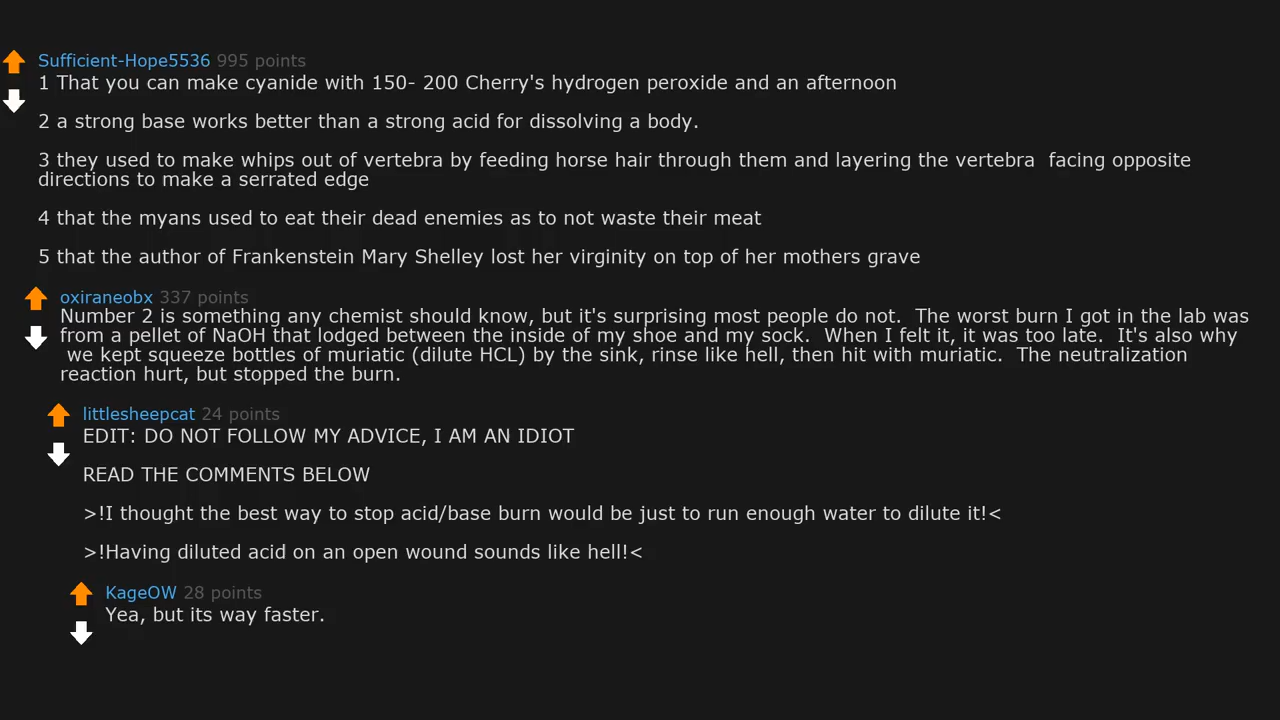 Sufficient-Hope5536 995 points
1 That you can make cyanide with 150- 200 Cherry's hydrogen peroxide and an afternoon
2 a strong base works better than a strong acid for dissolving a body.
3 they used to make whips out of vertebra by feeding horse hair through them and layering the vertebra  facing opposite
directions to make a serrated edge
4 that the myans used to eat their dead enemies as to not waste their meat
5 that the author of Frankenstein Mary Shelley lost her virginity on top of her mothers grave
oxiraneobx 337 points
Number 2 is something any chemist should know, but it's surprising most people do not.  The worst burn I got in the lab was
from a pellet of NaOH that lodged between the inside of my shoe and my sock.  When I felt it, it was too late.  It's also why
we kept squeeze bottles of muriatic (dilute HCL) by the sink, rinse like hell, then hit with muriatic.  The neutralization
reaction hurt, but stopped the burn.
littlesheepcat 24 points
EDIT: DO NOT FOLLOW MY ADVICE, I AM AN IDIOT
READ THE COMMENTS BELOW
>!I thought the best way to stop acid/base burn would be just to run enough water to dilute it!<
>!Having diluted acid on an open wound sounds like hell!<
KageOW 28 points
Yea, but its way faster.